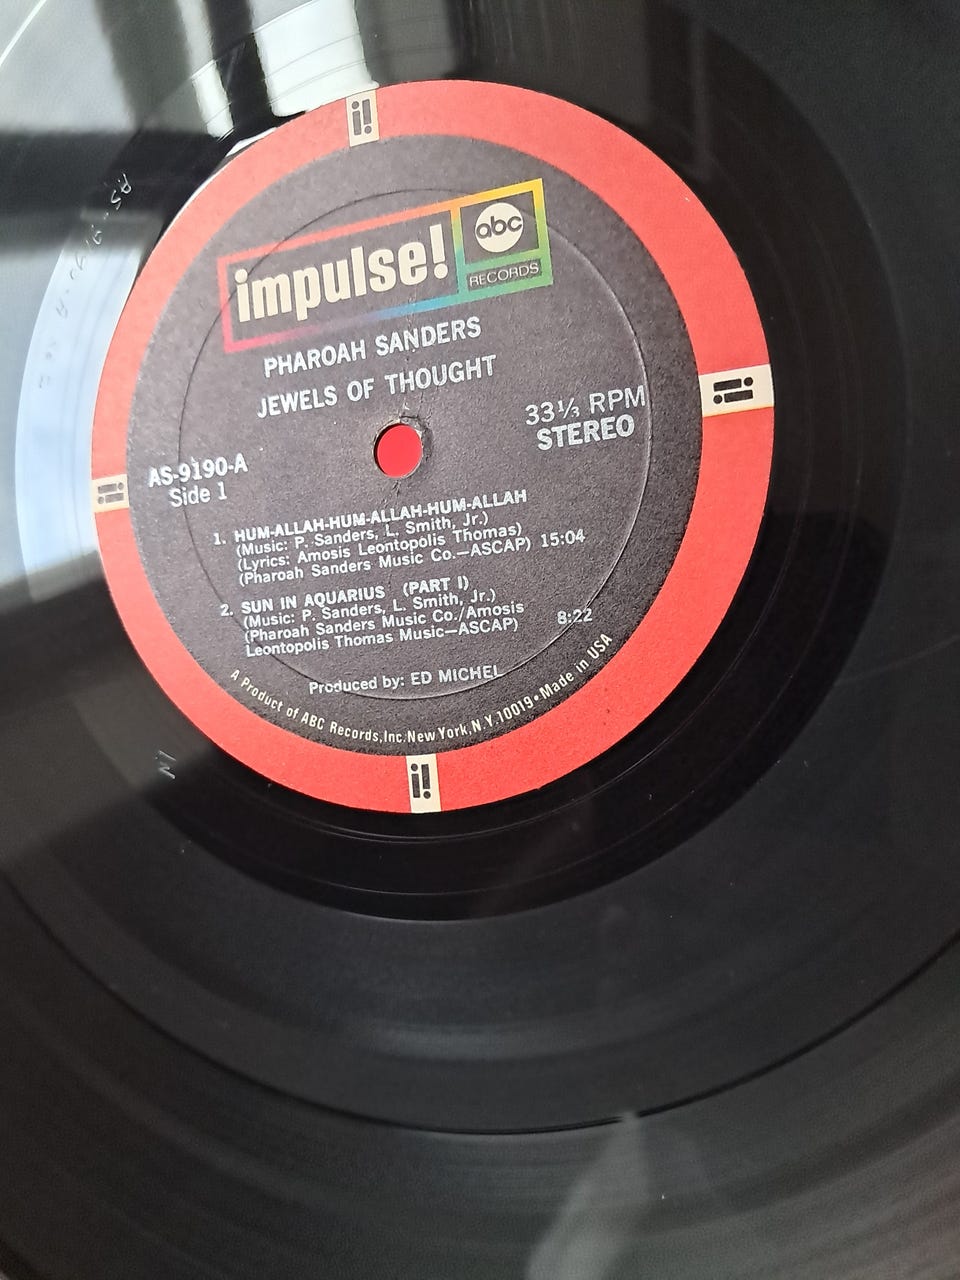 i!
impulse!
abc
RECORDS
PHAROAH SANDERS
JEWELS OF THOUGHT
33⅓ RPM
STEREO
AS-9190-A
Side 1
1. HUM-ALLAH-HUM-ALLAH-HUM-ALLAH
(Music: P. Sanders, L. Smith, Jr.)
(Lyrics: Amosis Leontopolis Thomas)
(Pharoah Sanders Music Co.—ASCAP) 15:04
2. SUN IN AQUARIUS (PART I)
(Music: P. Sanders, L. Smith, Jr.)
(Pharoah Sanders Music Co./Amosis
Leontopolis Thomas Music—ASCAP) 8:22
Produced by: ED MICHEL
A Product of ABC Records, Inc. New York, N.Y. 10019 • Made in USA
i!
i!
i!